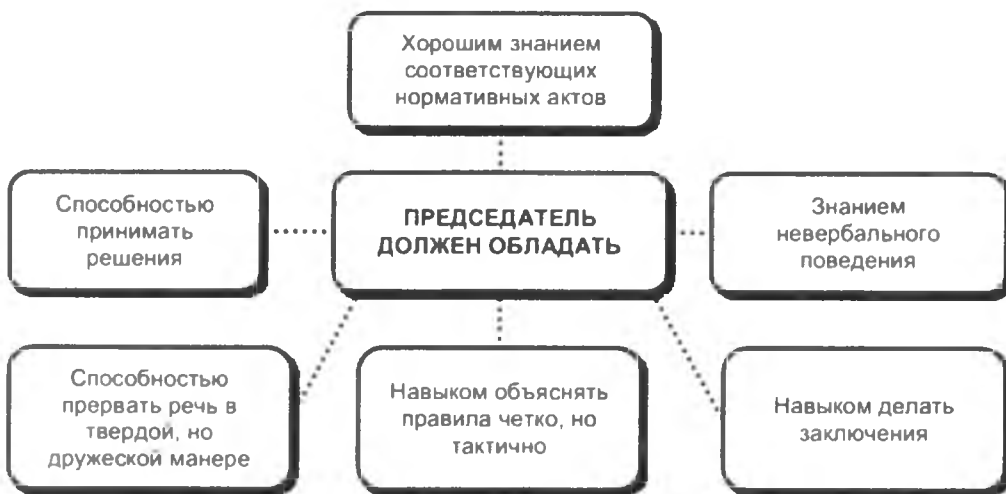 Хорошим знанием
соответствующих
нормативных актов
Способностью
принимать
решения
ПРЕДСЕДАТЕЛЬ
ДОЛЖЕН ОБЛАДАТЬ
Знанием
невербального
поведения
Способностью
прервать речь в
твердой, но
дружеской манере
Навыком объяснять
правила четко, но
тактично
Навыком делать
заключения